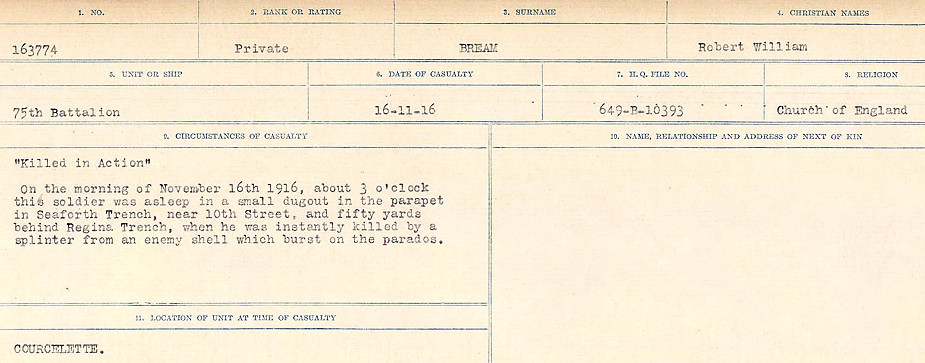 1. NO. 2. RANK OR RATING 3. SURNAME 4. CHRISTIAN NAMES
163774 Private BREAM Robert William
5. UNIT OR SHIP 6. DATE OF CASUALTY 7. H. Q. FILE NO. 8. RELIGION
75th Battalion 16-11-16 649-B-10393 Church of England
9. CIRCUMSTANCES OF CASUALTY 10. NAME, RELATIONSHIP AND ADDRESS OF NEXT OF KIN
"Killed in Action"
On the morning of November 16th 1916, about 3 o'clock
this soldier was asleep in a small dugout in the parapet
in Seaforth Trench, near 10th Street, and fifty yards
behind Regina Trench, when he was instantly killed by a
splinter from an enemy shell which burst on the parados.
11. LOCATION OF UNIT AT TIME OF CASUALTY
COURCELETTE.